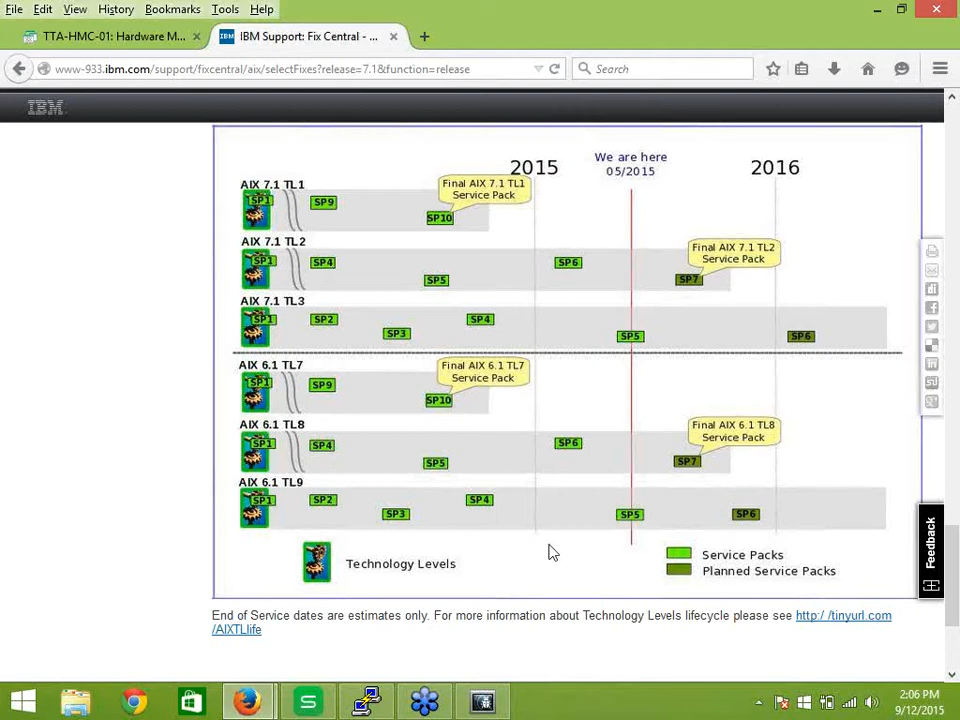 File Edit View History Bookmarks Tools Help
TTA-HMC-01: Hardware M...
IBM
IBM Support: Fix Central - ...
www-933.ibm.com/support/fixcentral/aix/selectFixes?release=7.1&function=release
Search
IBM
2015
We are here
05/2015
2016
AIX 7.1 TL1
SP1
SP9
SP10
Final AIX 7.1 TL1
Service Pack
AIX 7.1 TL2
SP1
SP4
SP5
SP6
SP7
Final AIX 7.1 TL2
Service Pack
AIX 7.1 TL3
SP1
SP2
SP3
SP4
SP5
SP6
AIX 6.1 TL7
SP1
SP9
SP10
Final AIX 6.1 TL7
Service Pack
AIX 6.1 TL8
SP1
SP4
SP5
SP6
SP7
Final AIX 6.1 TL8
Service Pack
AIX 6.1 TL9
SP1
SP2
SP3
SP4
SP5
SP6
Technology Levels
Service Packs
Planned Service Packs
Feedback
End of Service dates are estimates only. For more information about Technology Levels lifecycle please see http: / /tinyurl.com
/AIXTLlife
2:06 PM
9/12/2015